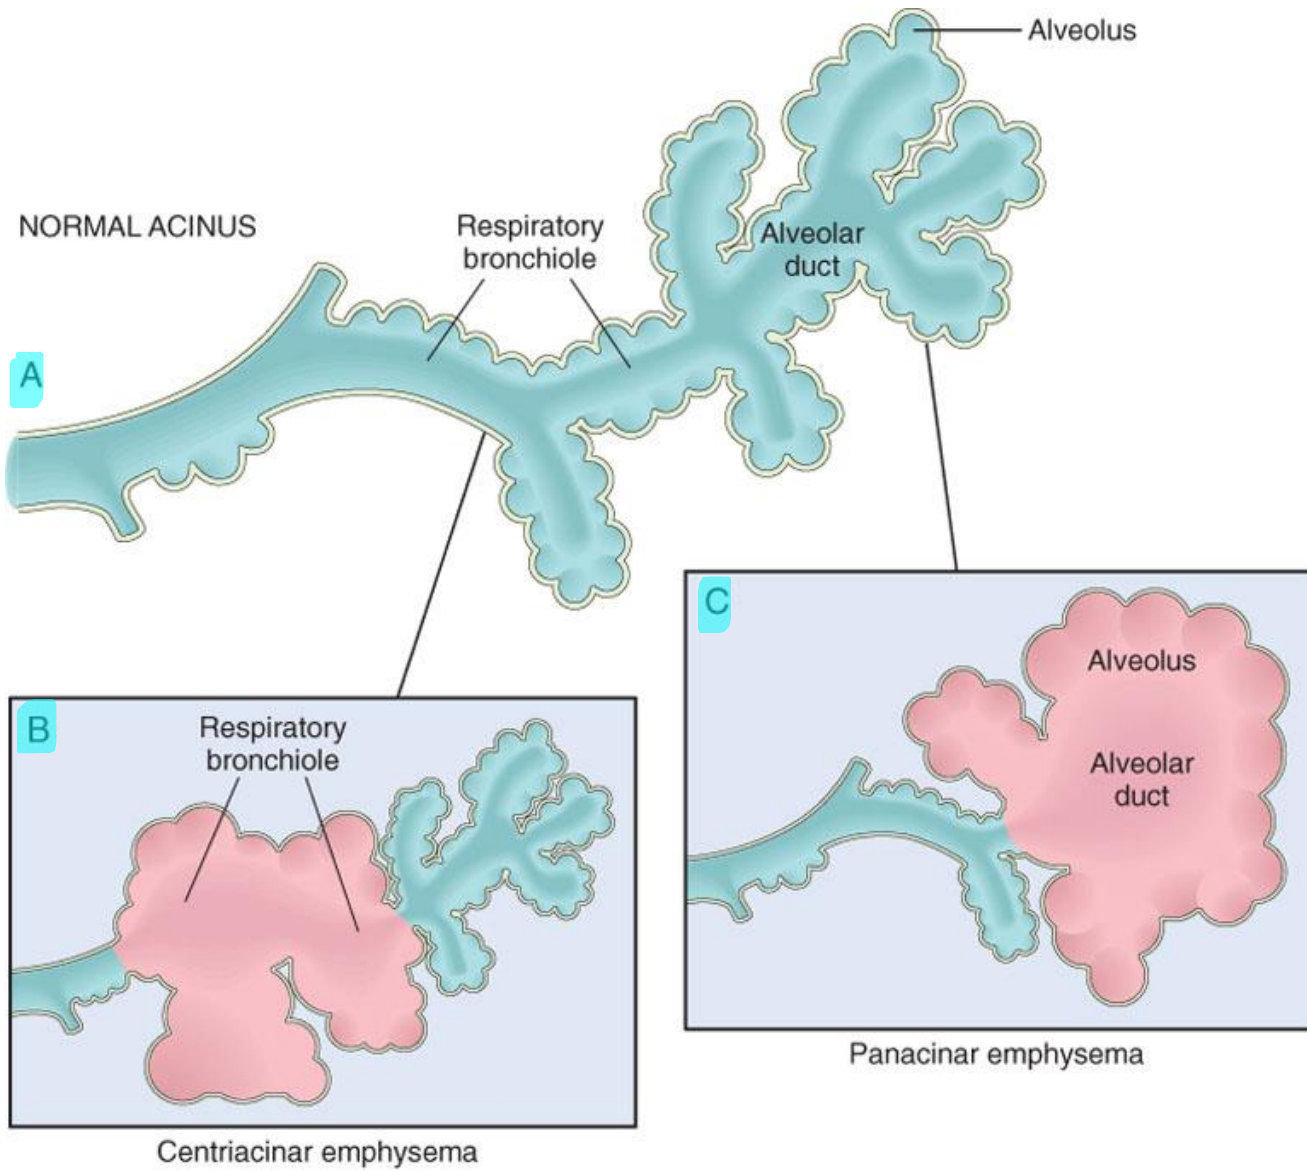 Alveolus
NORMAL ACINUS
Respiratory
bronchiole
Alveolar
duct
A
B
Respiratory
bronchiole
Centriacinar emphysema
C
Alveolus
Alveolar
duct
Panacinar emphysema